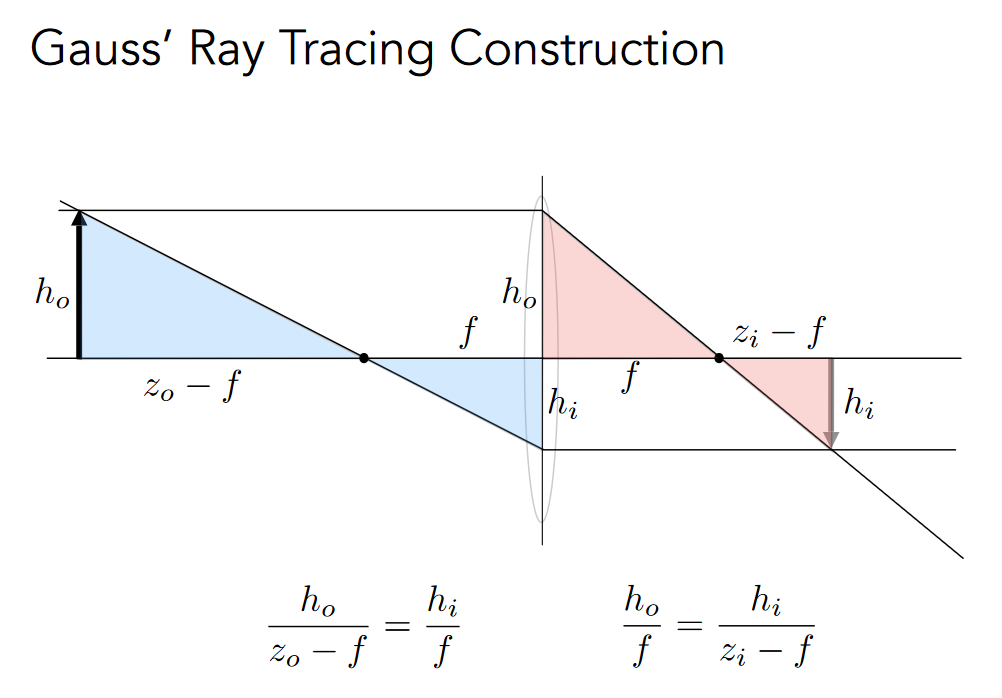 Gauss’ Ray Tracing Construction
h_o
h_o
f
z_i − f
z_o − f
f
h_i
h_i
h_o / (z_o − f) = h_i / f
h_o / f = h_i / (z_i − f)